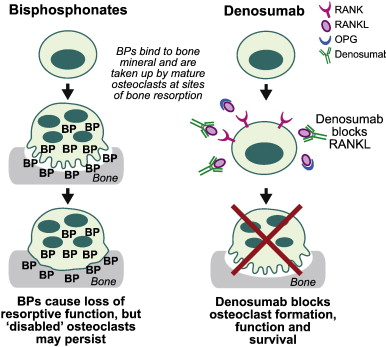 Bisphosphonates
BPs bind to bone
mineral and are
taken up by mature
osteoclasts at sites
of bone resorption
BP BP
BP BP BP
BP BP
BP BP BP
Bone
BP
BP BP BP
BP BP
BP BP BP
Bone
BPs cause loss of
resorptive function, but
‘disabled’ osteoclasts
may persist
Denosumab
RANK
RANKL
OPG
Denosumab
Denosumab
blocks
RANKL
Bone
Denosumab blocks
osteoclast formation,
function and
survival